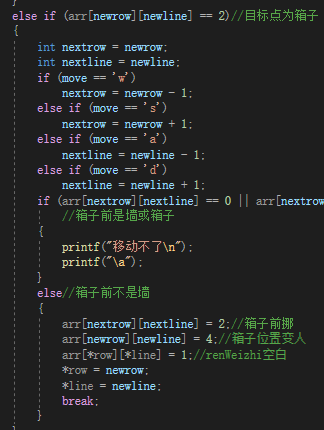 }
else if (arr[newrow][newline] == 2)//目标点为箱子
{
int nextrow = newrow;
int nextline = newline;
if (move == 'w')
nextrow = newrow - 1;
else if (move == 's')
nextrow = newrow + 1;
else if (move == 'a')
nextline = newline - 1;
else if (move == 'd')
nextline = newline + 1;
if (arr[nextrow][nextline] == 0 || arr[nextrow
//箱子前是墙或箱子
{
printf("移动不了\n");
printf("\a");
}
else//箱子前不是墙
{
arr[nextrow][nextline] = 2;//箱子前挪
arr[newrow][newline] = 4;//箱子位置变人
arr[*row][*line] = 1;//renWeizhi空白
*row = newrow;
*line = newline;
break;
}